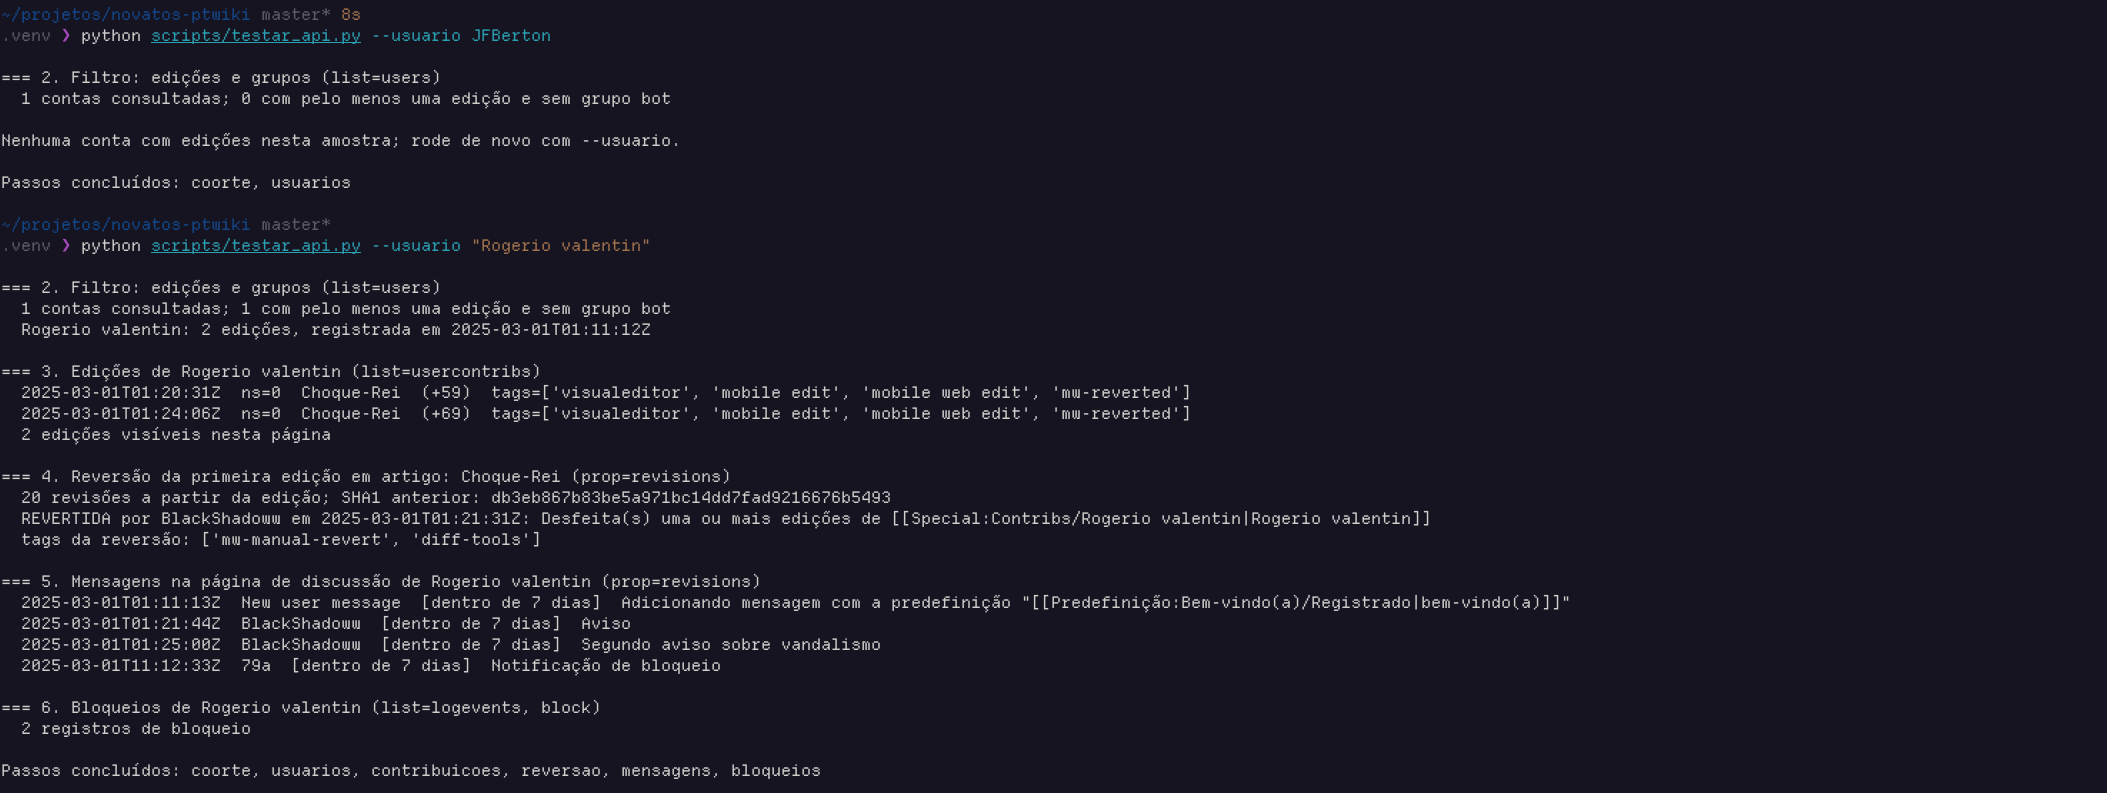 ~/projetos/novatos-ptwiki master* 8s
.venv ❯ python scripts/testar_api.py --usuario JFBerton
=== 2. Filtro: edições e grupos (list=users)
1 contas consultadas; 0 com pelo menos uma edição e sem grupo bot
Nenhuma conta com edições nesta amostra; rode de novo com --usuario.
Passos concluídos: coorte, usuarios
~/projetos/novatos-ptwiki master*
.venv ❯ python scripts/testar_api.py --usuario "Rogerio valentin"
=== 2. Filtro: edições e grupos (list=users)
1 contas consultadas; 1 com pelo menos uma edição e sem grupo bot
Rogerio valentin: 2 edições, registrada em 2025-03-01T01:11:12Z
=== 3. Edições de Rogerio valentin (list=usercontribs)
2025-03-01T01:20:31Z  ns=0  Choque-Rei  (+59)  tags=['visualeditor', 'mobile edit', 'mobile web edit', 'mw-reverted']
2025-03-01T01:24:06Z  ns=0  Choque-Rei  (+69)  tags=['visualeditor', 'mobile edit', 'mobile web edit', 'mw-reverted']
2 edições visíveis nesta página
=== 4. Reversão da primeira edição em artigo: Choque-Rei (prop=revisions)
20 revisões a partir da edição; SHA1 anterior: db3eb867b83be5a971bc14dd7fad9216676b5493
REVERTIDA por BlackShadoww em 2025-03-01T01:21:31Z: Desfeita(s) uma ou mais edições de [[Special:Contribs/Rogerio valentin|Rogerio valentin]]
tags da reversão: ['mw-manual-revert', 'diff-tools']
=== 5. Mensagens na página de discussão de Rogerio valentin (prop=revisions)
2025-03-01T01:11:13Z  New user message  [dentro de 7 dias]  Adicionando mensagem com a predefinição "[[Predefinição:Bem-vindo(a)/Registrado|bem-vindo(a)]]"
2025-03-01T01:21:44Z  BlackShadoww  [dentro de 7 dias]  Aviso
2025-03-01T01:25:00Z  BlackShadoww  [dentro de 7 dias]  Segundo aviso sobre vandalismo
2025-03-01T11:12:33Z  79a  [dentro de 7 dias]  Notificação de bloqueio
=== 6. Bloqueios de Rogerio valentin (list=logevents, block)
2 registros de bloqueio
Passos concluídos: coorte, usuarios, contribuicoes, reversao, mensagens, bloqueios